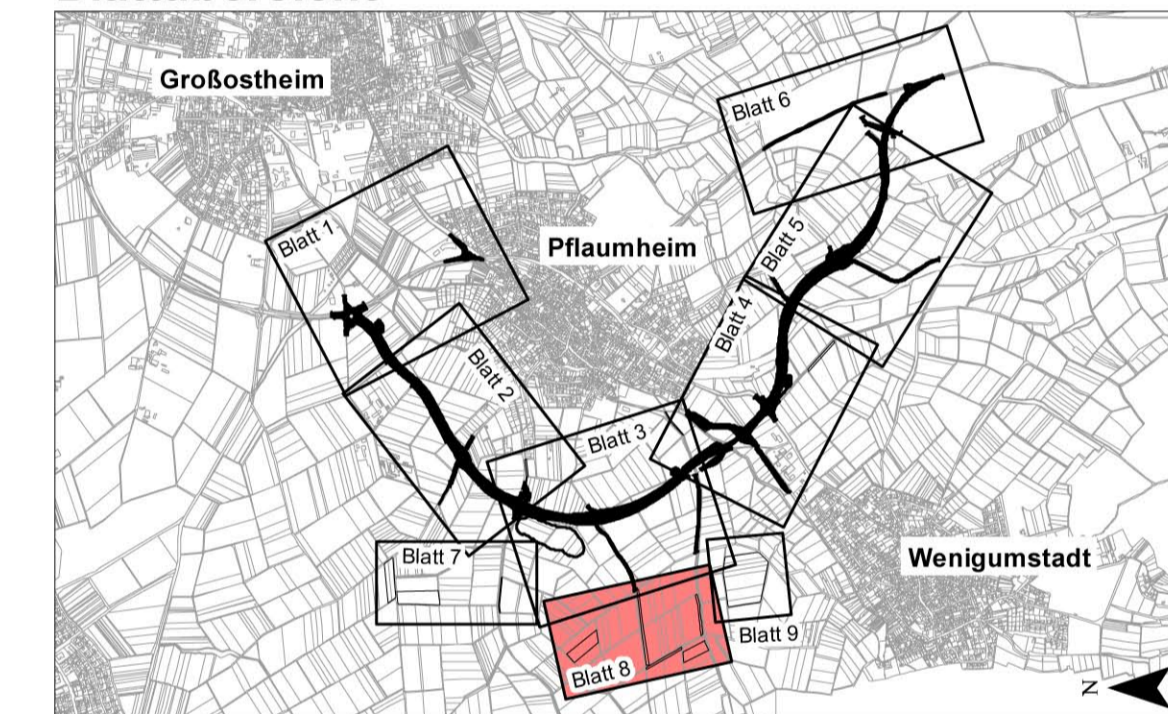 Großostheim
Blatt 6
Blatt 1
Pflaumheim
Blatt 5
Blatt 4
Blatt 2
Blatt 3
Blatt 7
Wenigumstadt
Blatt 9
Blatt 8
N